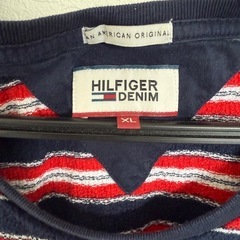 AN AMERICAN ORIGINAL
HILFIGER
DENIM
XL